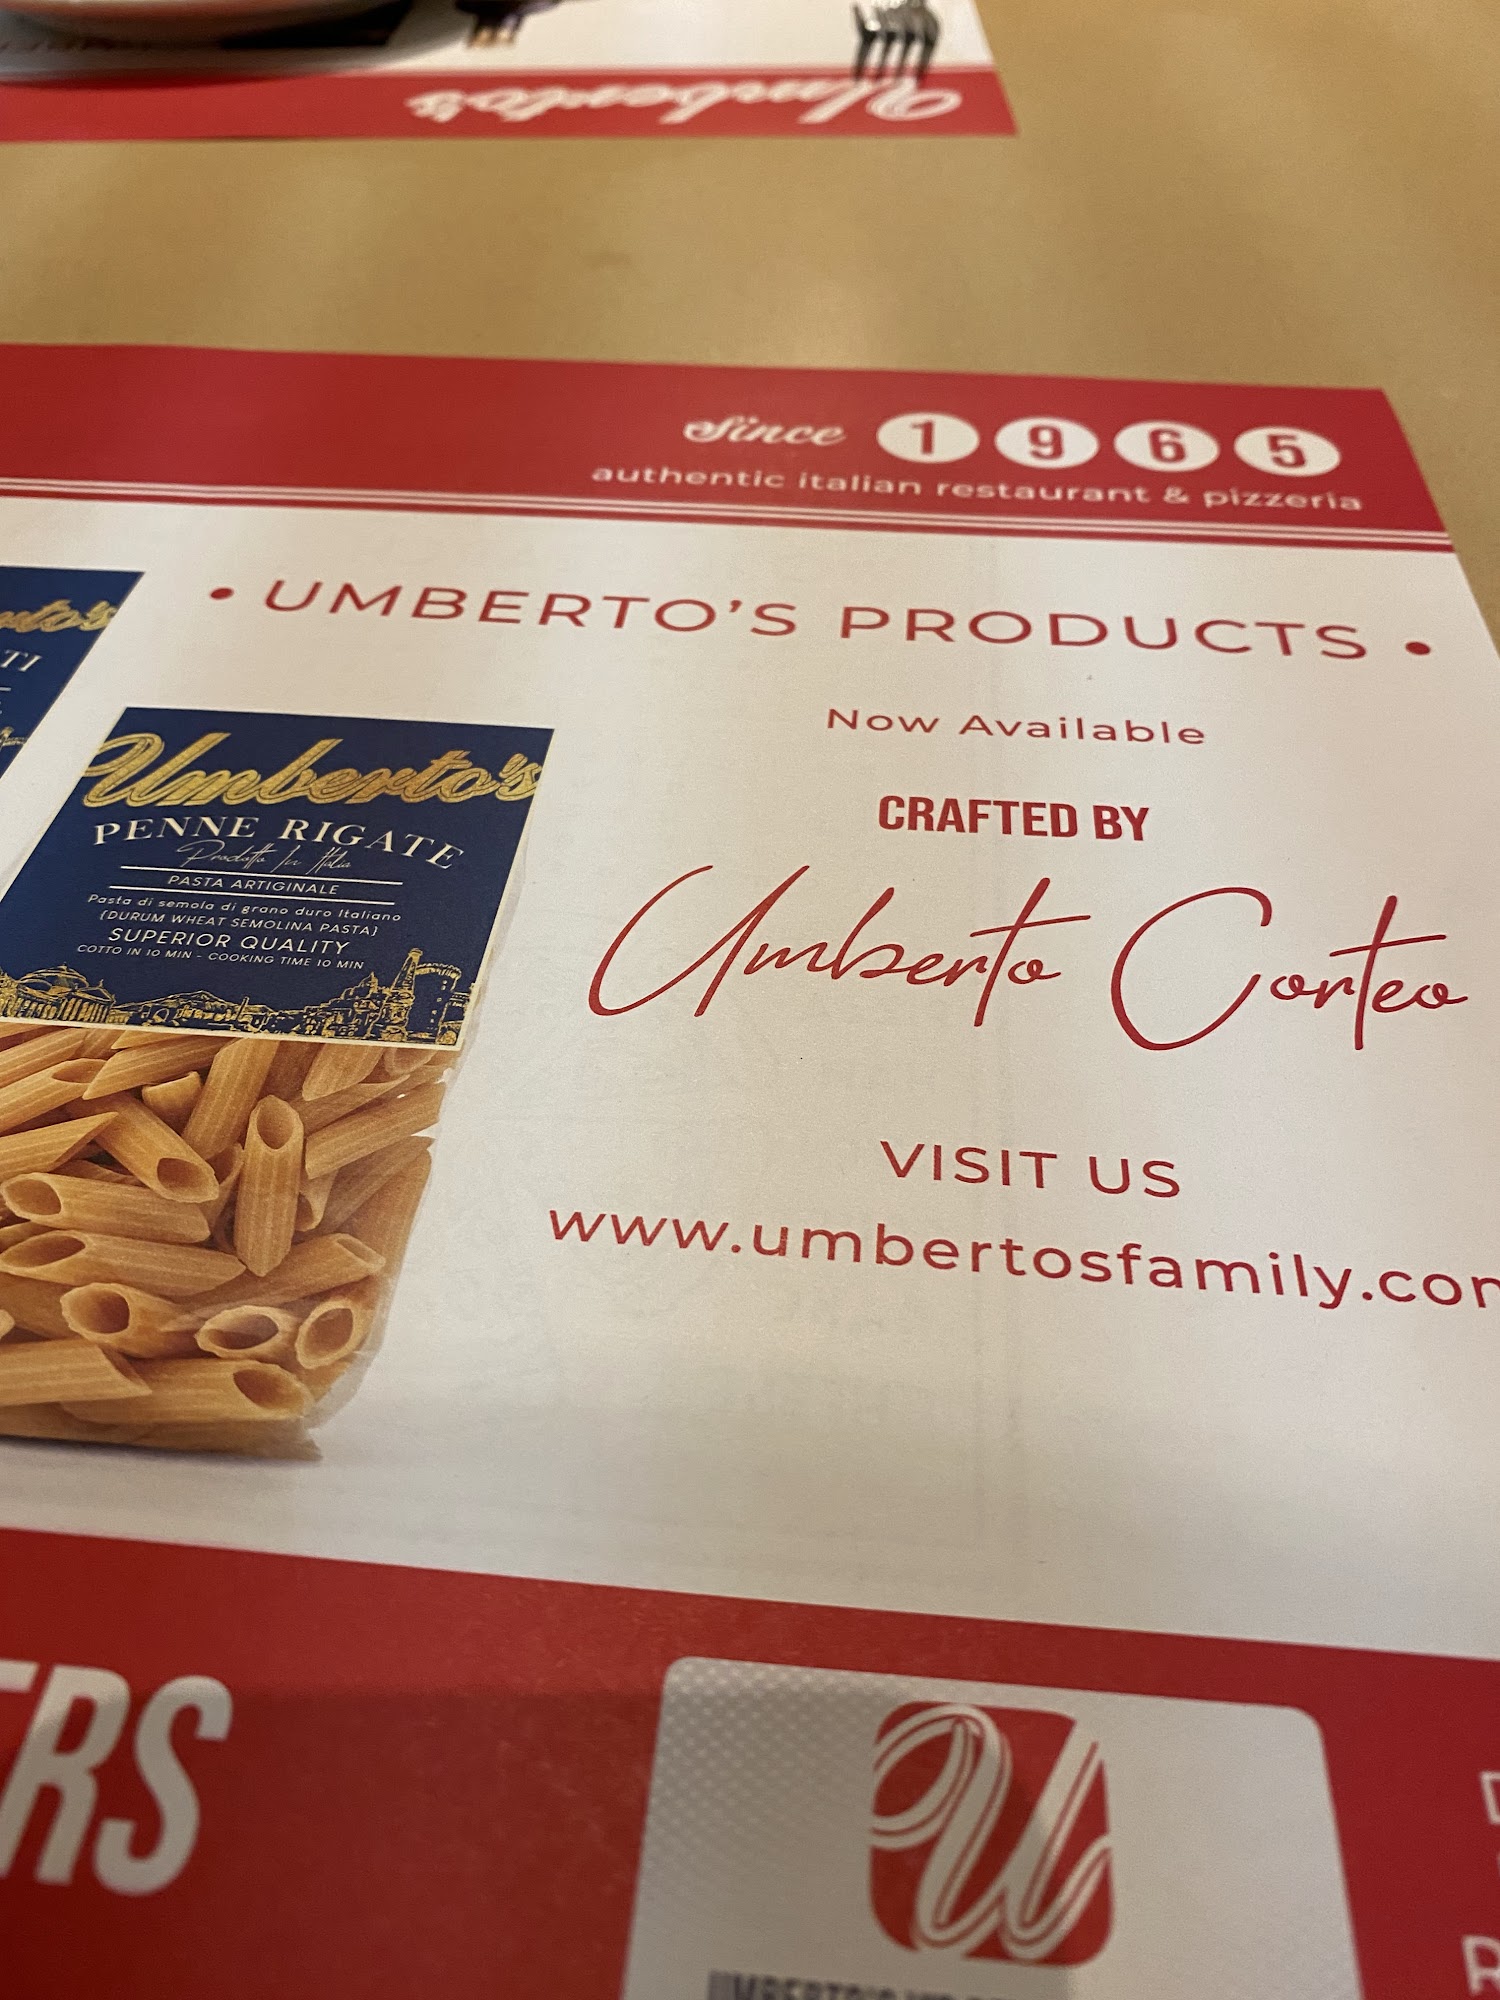 Umberto's
Since 1965
authentic italian restaurant & pizzeria
• UMBERTO'S PRODUCTS •
Now Available
CRAFTED BY
Umberto Corteo
VISIT US
www.umbertosfamily.com
Umberto's
PENNE RIGATE
Prodotto In Italia
PASTA ARTIGINALE
Pasta di semola di grano duro Italiano
(DURUM WHEAT SEMOLINA PASTA)
SUPERIOR QUALITY
COTTO IN 10 MIN - COOKING TIME 10 MIN
U